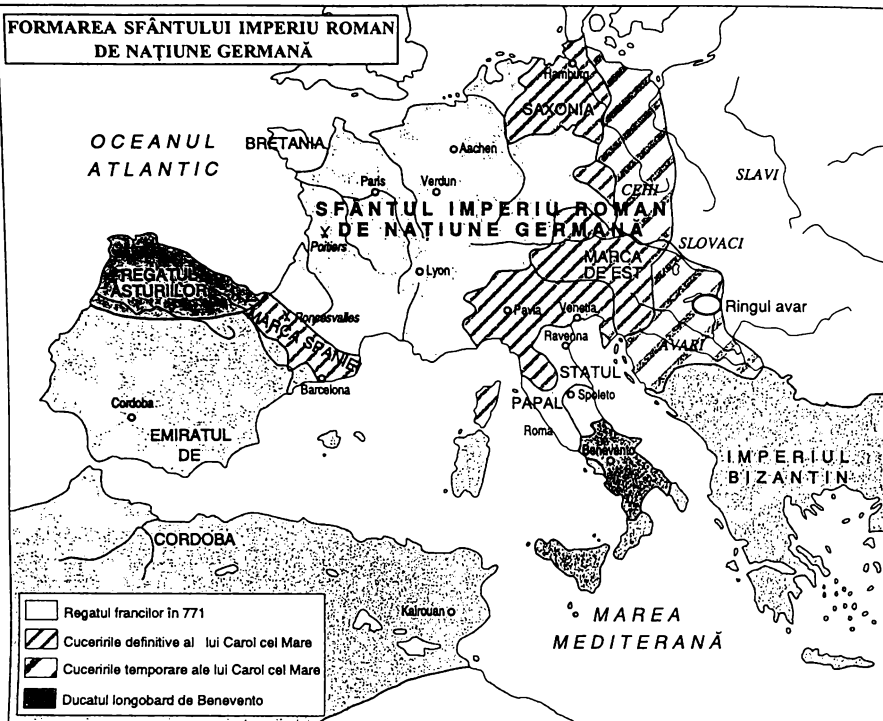 FORMAREA SFÂNTULUI IMPERIU ROMAN
DE NAȚIUNE GERMANĂ
OCEANUL
ATLANTIC
BRETANIA
Hamburg
SAXONIA
Aachen
Paris
Verdun
CEHI
SLAVI
SFÂNTUL IMPERIU ROMAN
DE NAȚIUNE GERMANĂ
Poitiers
SLOVACI
Lyon
MARCA
DE EST
REGATUL
ASTURIILOR
Roncesvalles
MARCA SPANIEI
Pavia
Veneția
Ringul avar
Ravenna
AVARI
Barcelona
STATUL
PAPAL
Spoleto
Cordoba
Roma
EMIRATUL
DE
Benevento
IMPERIUL
BIZANTIN
CORDOBA
Kairouan
MAREA
MEDITERANĂ
Regatul francilor în 771
Cuceririle definitive al lui Carol cel Mare
Cuceririle temporare ale lui Carol cel Mare
Ducatul longobard de Benevento